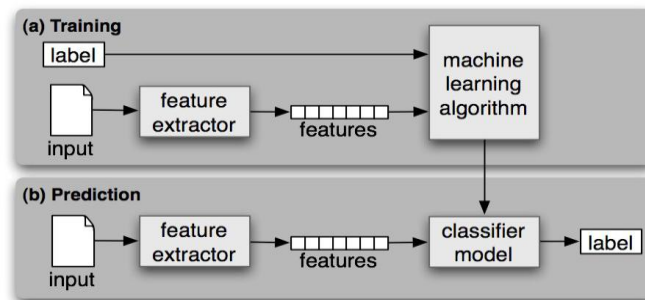 (a) Training
label
input
feature
extractor
features
machine
learning
algorithm
(b) Prediction
input
feature
extractor
features
classifier
model
label